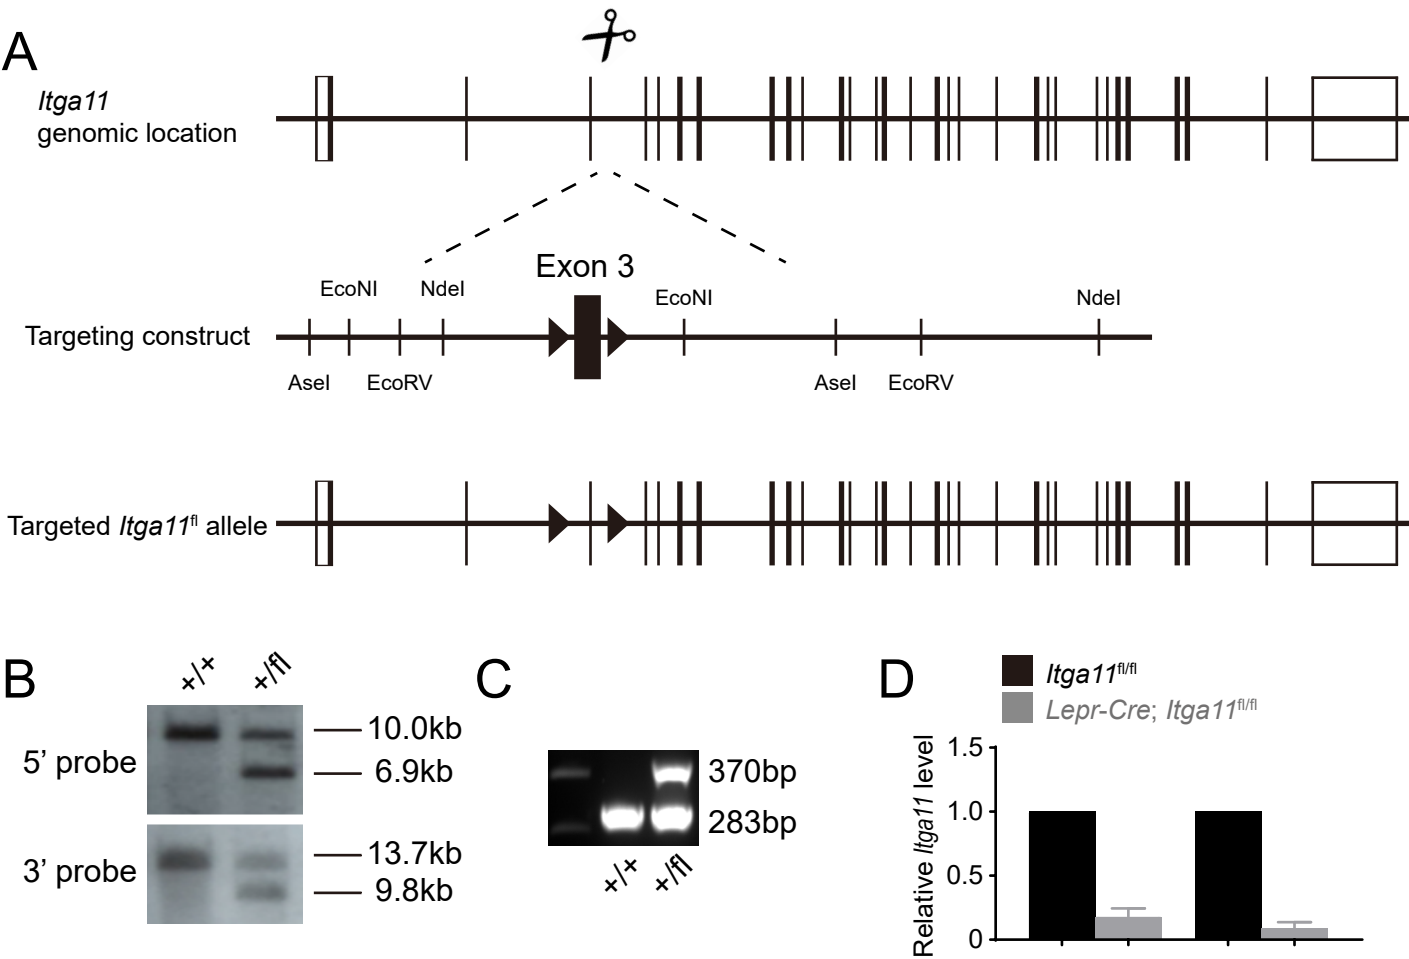 A
Itga11
genomic location
Exon 3
EcoNI
NdeI
EcoNI
NdeI
Targeting construct
AseI
EcoRV
AseI
EcoRV
Targeted Itga11fl allele
B
+/+
+/fl
5’ probe
10.0kb
6.9kb
3’ probe
13.7kb
9.8kb
C
370bp
283bp
+/+
+/fl
D
Itga11fl/fl
Lepr-Cre; Itga11fl/fl
Relative Itga11 level
1.5
1.0
0.5
0